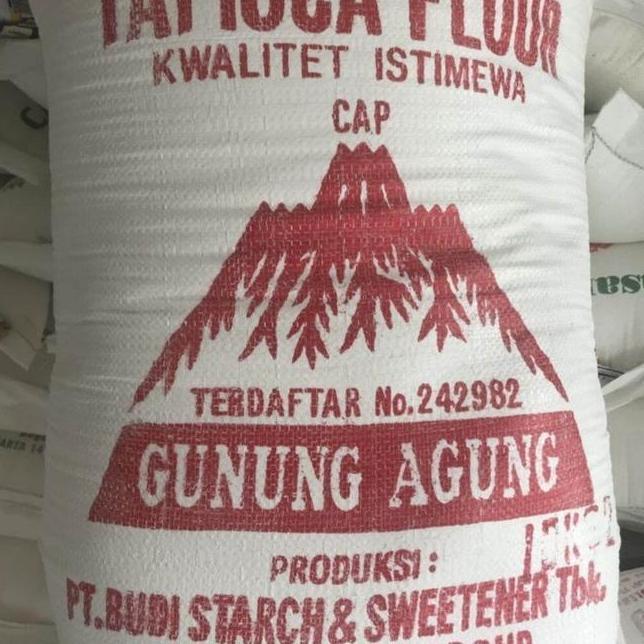 TAPIOCA FLOUR
KWALITET ISTIMEWA
CAP
TERDAFTAR No.242982
GUNUNG AGUNG
PRODUKSI :
PT.BUDI STARCH & SWEETENER Tbk.